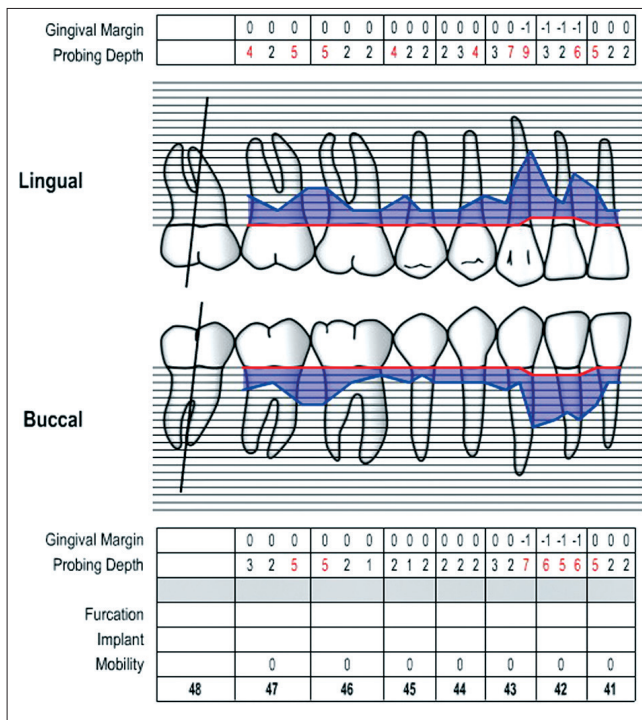 Gingival Margin 0 0 0 0 0 0 0 0 0 0 0 0 0 0 -1 -1 -1 -1 0 0 0
Probing Depth 4 2 5 5 2 2 4 2 2 2 3 4 3 7 9 3 2 6 5 2 2
Lingual
Buccal
Gingival Margin 0 0 0 0 0 0 0 0 0 0 0 0 0 0 -1 -1 -1 -1 0 0 0
Probing Depth 3 2 5 5 2 1 2 1 2 2 2 2 3 2 7 6 5 6 5 2 2
Furcation
Implant
Mobility 0 0 0 0 0 0 0
48 47 46 45 44 43 42 41